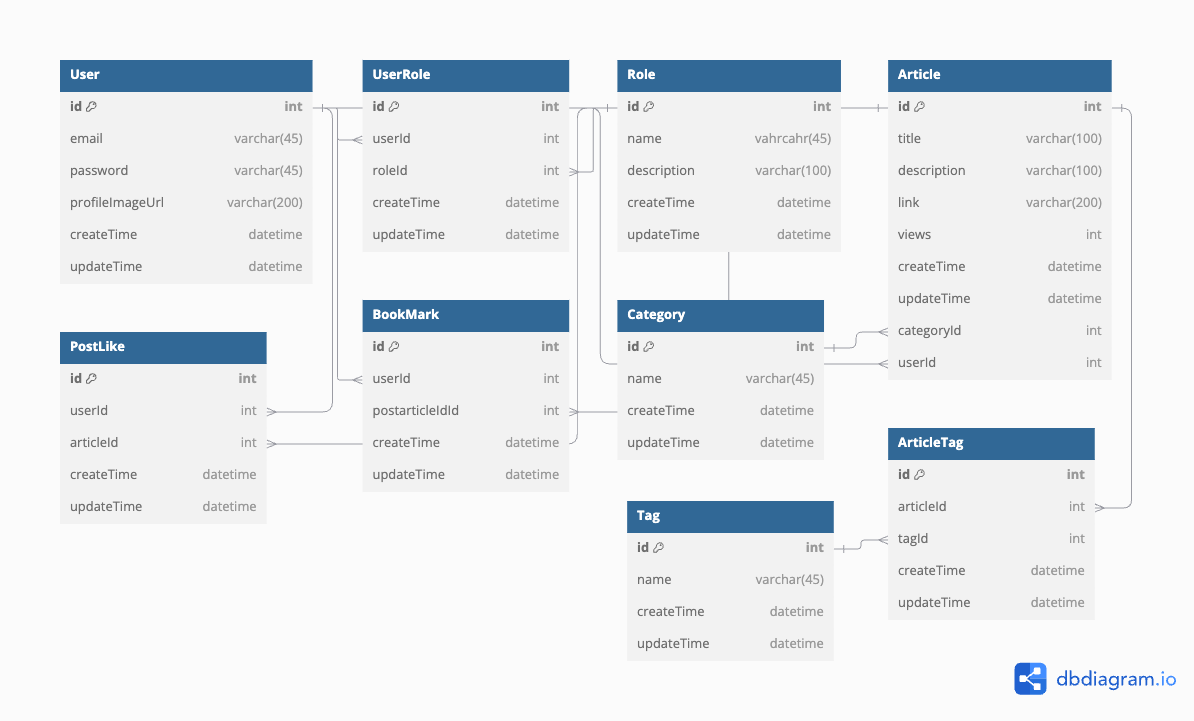 User
id int
email varchar(45)
password varchar(45)
profileImageUrl varchar(200)
createTime datetime
updateTime datetime
UserRole
id int
userId int
roleId int
createTime datetime
updateTime datetime
Role
id int
name vahrcahr(45)
description varchar(100)
createTime datetime
updateTime datetime
Article
id int
title varchar(100)
description varchar(100)
link varchar(200)
views int
createTime datetime
updateTime datetime
categoryId int
userId int
PostLike
id int
userId int
articleId int
createTime datetime
updateTime datetime
BookMark
id int
userId int
postarticleIdId int
createTime datetime
updateTime datetime
Category
id int
name varchar(45)
createTime datetime
updateTime datetime
ArticleTag
id int
articleId int
tagId int
createTime datetime
updateTime datetime
Tag
id int
name varchar(45)
createTime datetime
updateTime datetime
dbdiagram.io